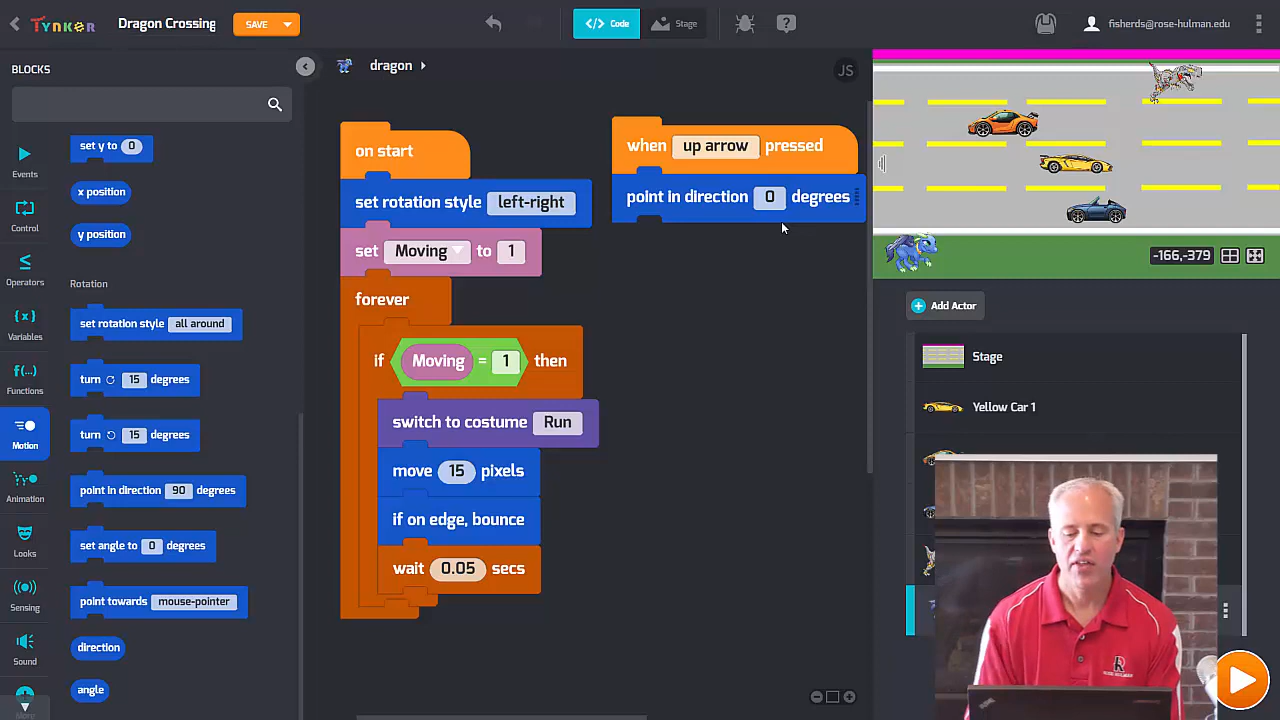 TYNKER Dragon Crossing SAVE </> Code Stage fisherds@rose-hulman.edu
BLOCKS
Events
Control
Operators
Variables
Functions
Motion
Animation
Looks
Sensing
Sound
More
set y to 0
x position
y position
Rotation
set rotation style all around
turn 15 degrees
turn 15 degrees
point in direction 90 degrees
set angle to 0 degrees
point towards mouse-pointer
direction
angle
dragon
JS
on start
set rotation style left-right
set Moving to 1
forever
if Moving = 1 then
switch to costume Run
move 15 pixels
if on edge, bounce
wait 0.05 secs
when up arrow pressed
point in direction 0 degrees
-166,-379
Add Actor
Stage
Yellow Car 1
ROSE-HULMAN